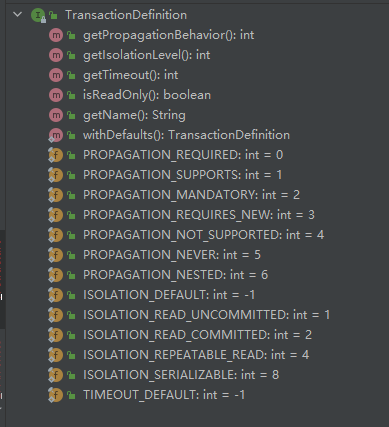 TransactionDefinition
getPropagationBehavior(): int
getIsolationLevel(): int
getTimeout(): int
isReadOnly(): boolean
getName(): String
withDefaults(): TransactionDefinition
PROPAGATION_REQUIRED: int = 0
PROPAGATION_SUPPORTS: int = 1
PROPAGATION_MANDATORY: int = 2
PROPAGATION_REQUIRES_NEW: int = 3
PROPAGATION_NOT_SUPPORTED: int = 4
PROPAGATION_NEVER: int = 5
PROPAGATION_NESTED: int = 6
ISOLATION_DEFAULT: int = -1
ISOLATION_READ_UNCOMMITTED: int = 1
ISOLATION_READ_COMMITTED: int = 2
ISOLATION_REPEATABLE_READ: int = 4
ISOLATION_SERIALIZABLE: int = 8
TIMEOUT_DEFAULT: int = -1